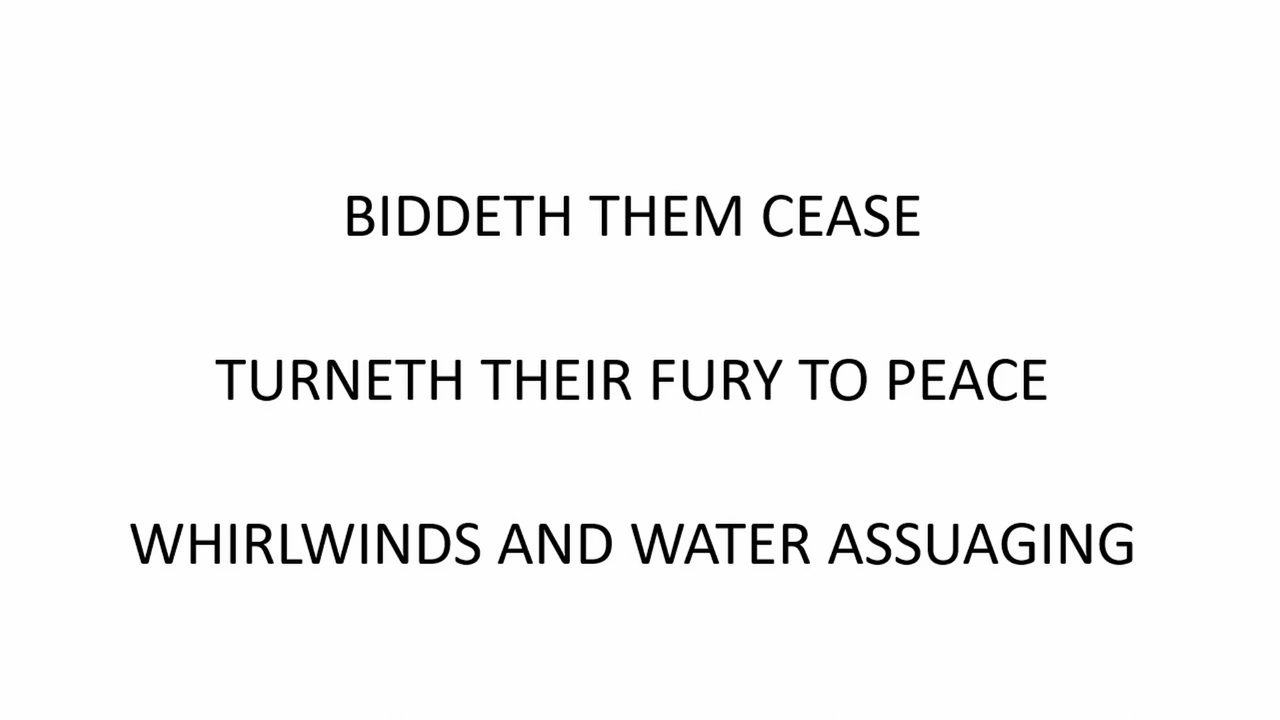 BIDDETH THEM CEASE
TURNETH THEIR FURY TO PEACE
WHIRLWINDS AND WATER ASSUAGING